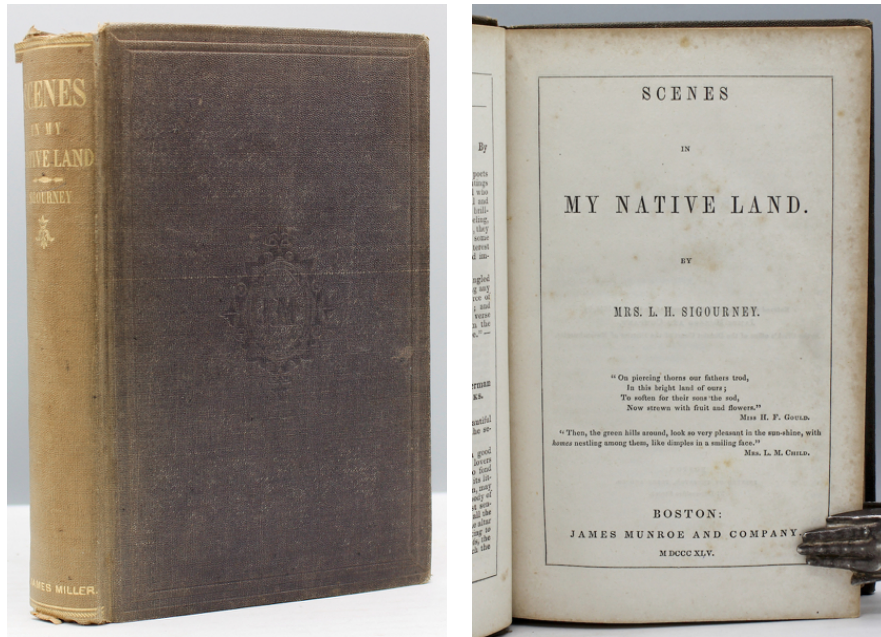 SCENES
IN MY
NATIVE LAND
SIGOURNEY
JAMES MILLER.
By
SCENES
IN
MY NATIVE LAND.
BY
MRS. L. H. SIGOURNEY.
"On piercing thorns our fathers trod,
In this bright land of ours;
To soften for their sons the sod,
Now strewn with fruit and flowers."
MISS H. F. GOULD.
"Then, the green hills around, look so very pleasant in the sun-shine, with
homes nestling among them, like dimples in a smiling face."
MRS. L. M. CHILD.
BOSTON:
JAMES MUNROE AND COMPANY.
M DCCC XLV.